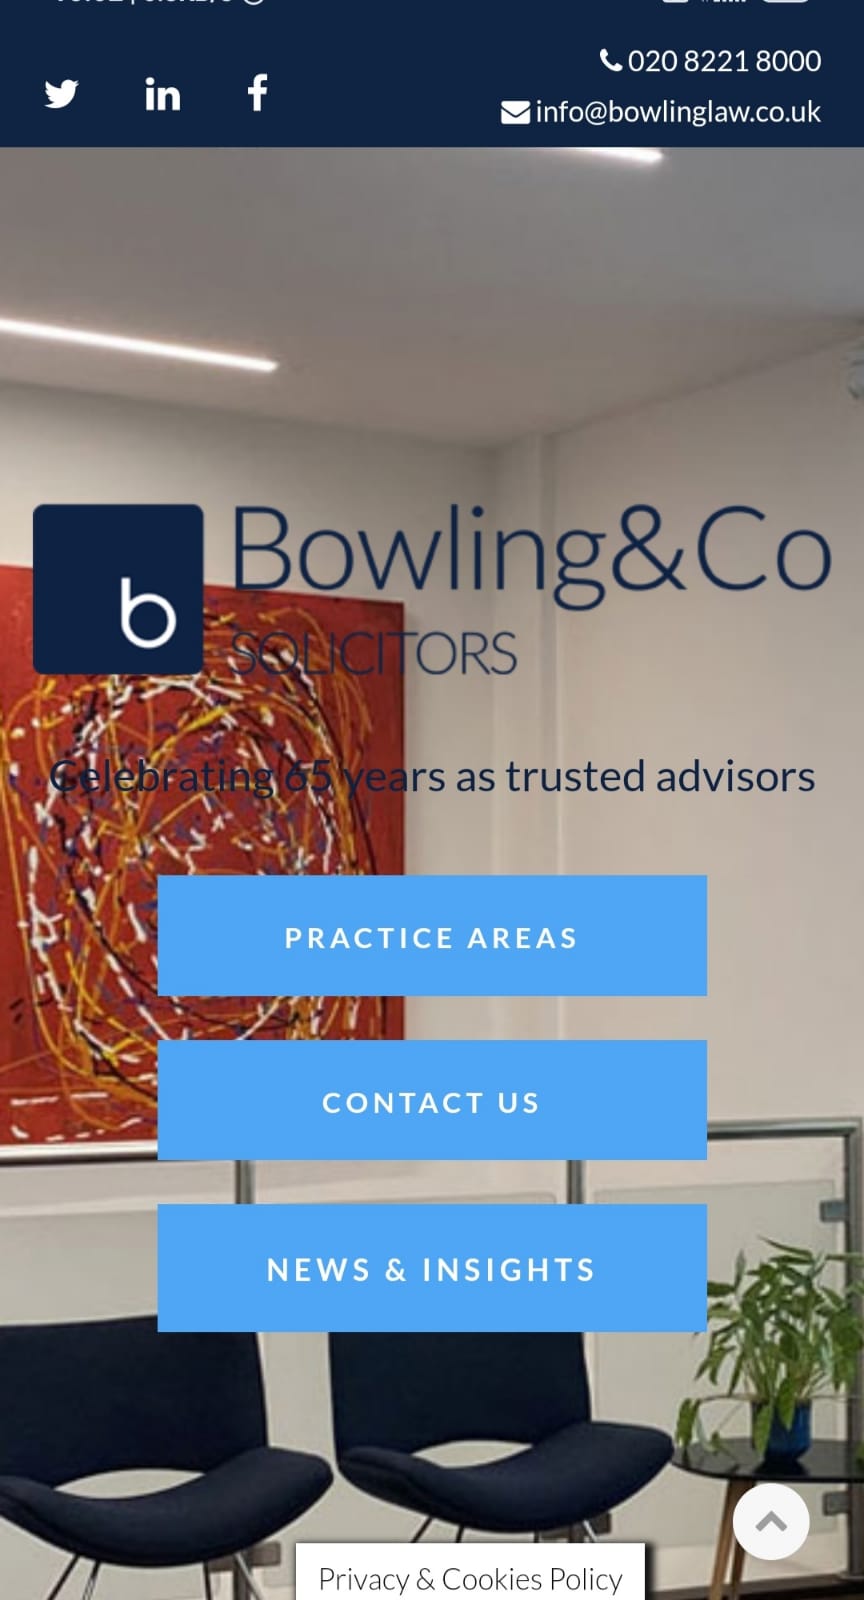 020 8221 8000
info@bowlinglaw.co.uk
b
Bowling&Co
SOLICITORS
Celebrating 65 years as trusted advisors
PRACTICE AREAS
CONTACT US
NEWS & INSIGHTS
Privacy & Cookies Policy